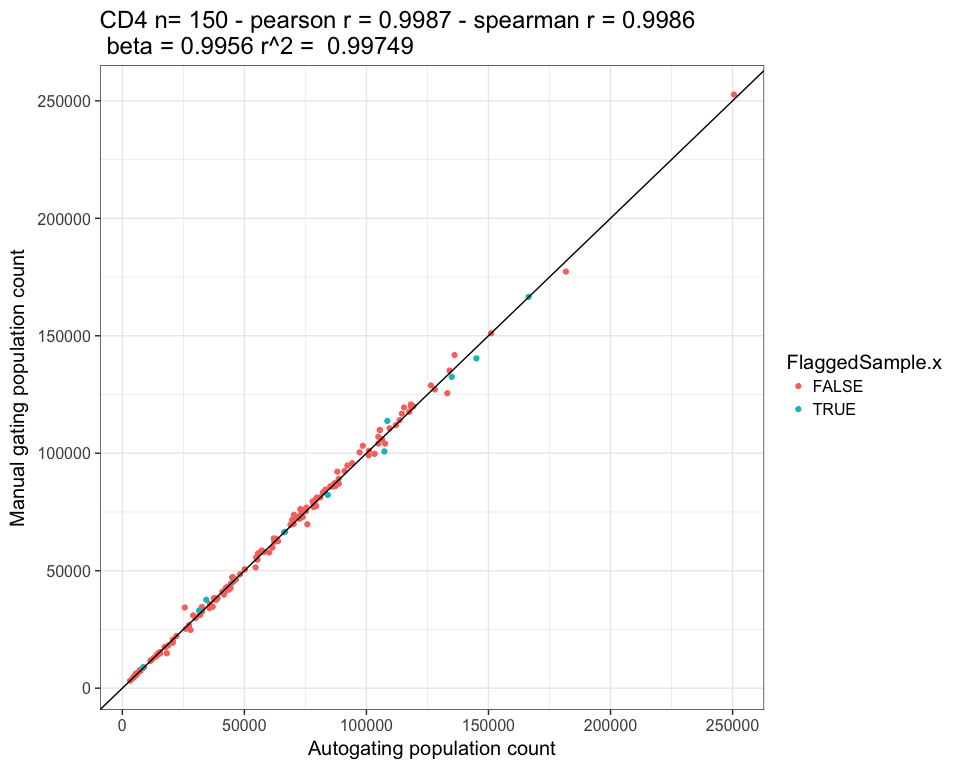 CD4 n= 150 - pearson r = 0.9987 - spearman r = 0.9986
beta = 0.9956 r^2 =  0.99749
250000
200000
150000
100000
50000
0
Manual gating population count
0 50000 100000 150000 200000 250000
Autogating population count
FlaggedSample.x
FALSE
TRUE